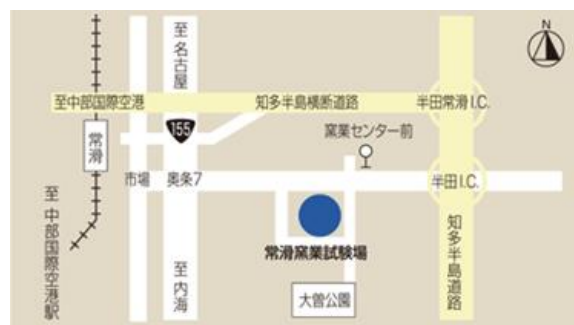 N
至名古屋
至中部国際空港
知多半島横断道路
半田常滑I.C.
155
常滑
窯業センター前
市場
奥条7
半田I.C.
至中部国際空港駅
常滑窯業試験場
至内海
大曽公園
知多半島道路